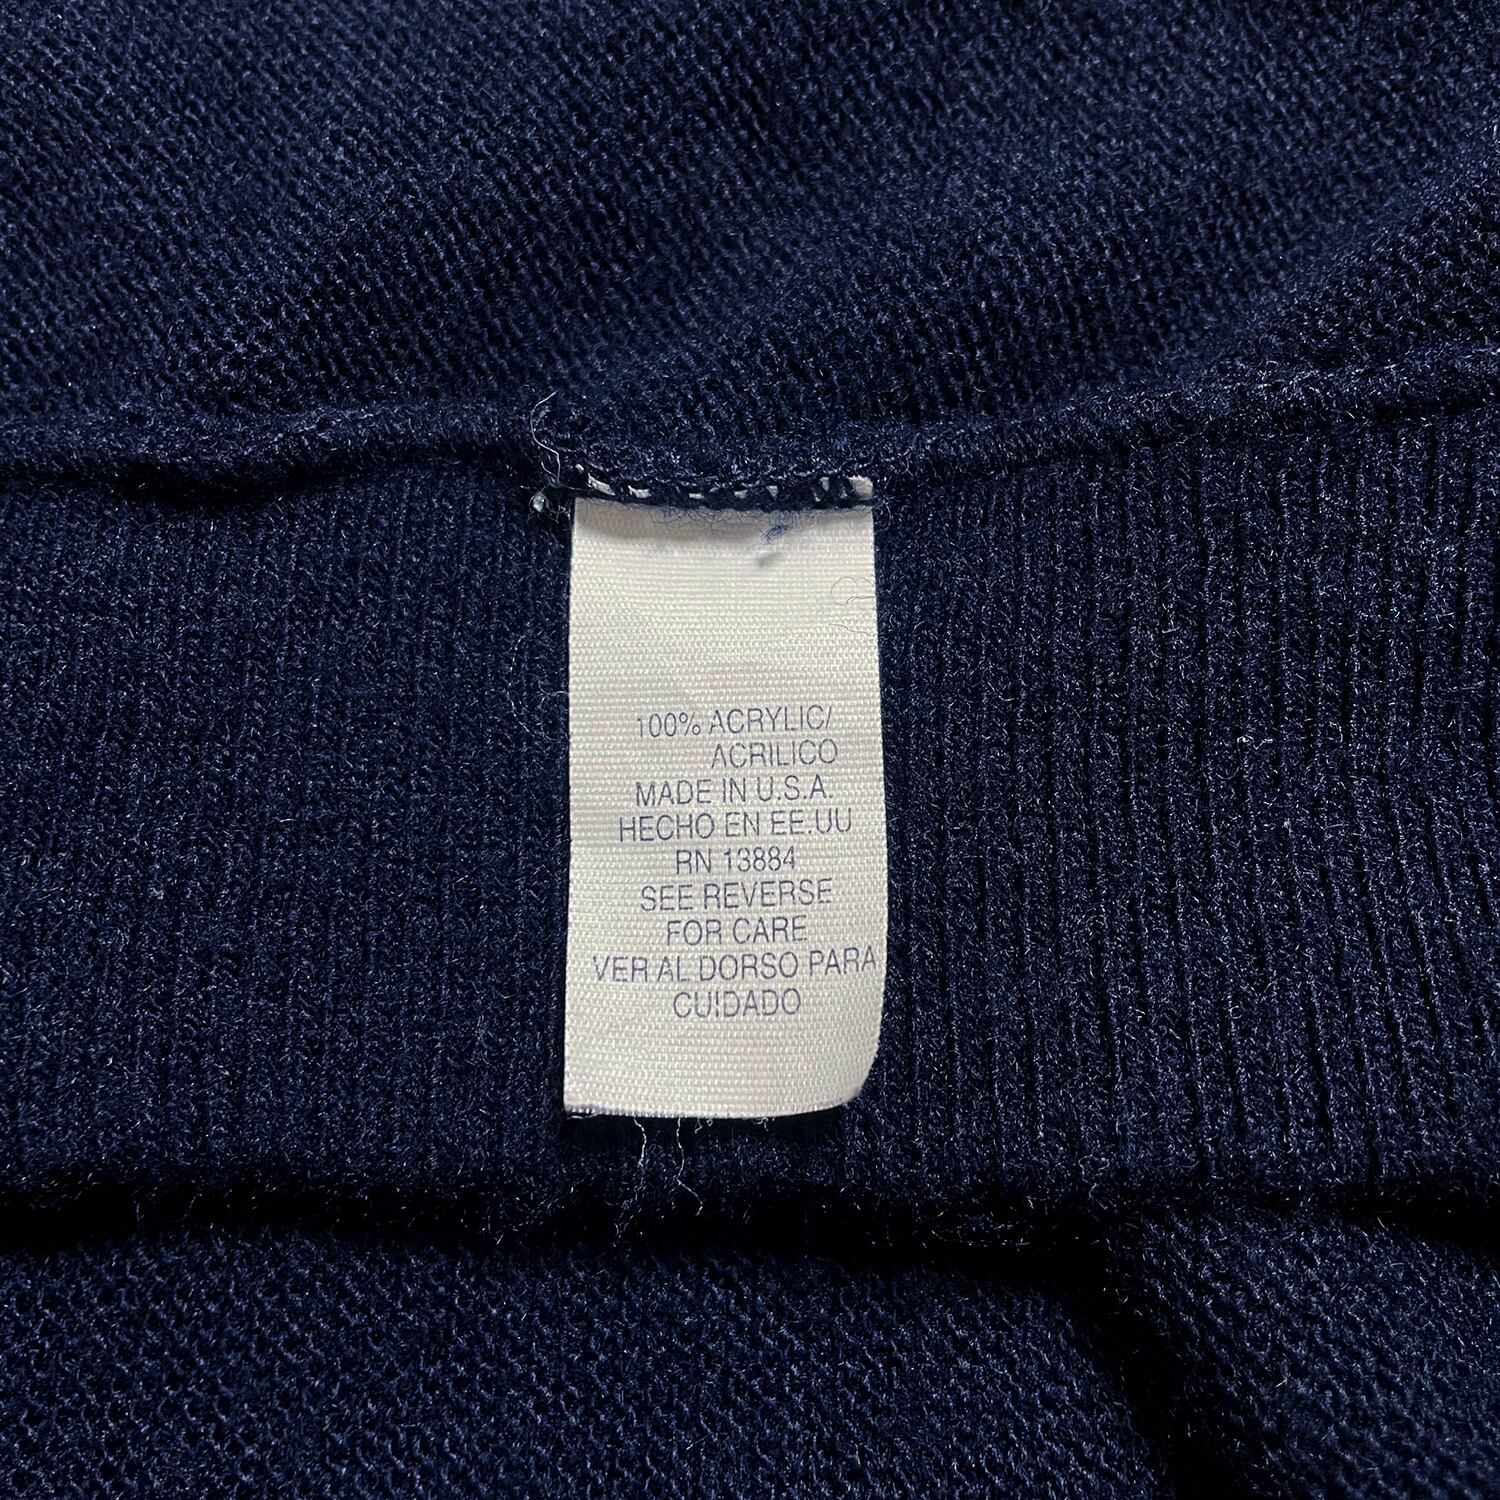 100% ACRYLIC/
ACRILICO
MADE IN U.S.A.
HECHO EN EE.UU
RN 13884
SEE REVERSE
FOR CARE
VER AL DORSO PARA
CUIDADO